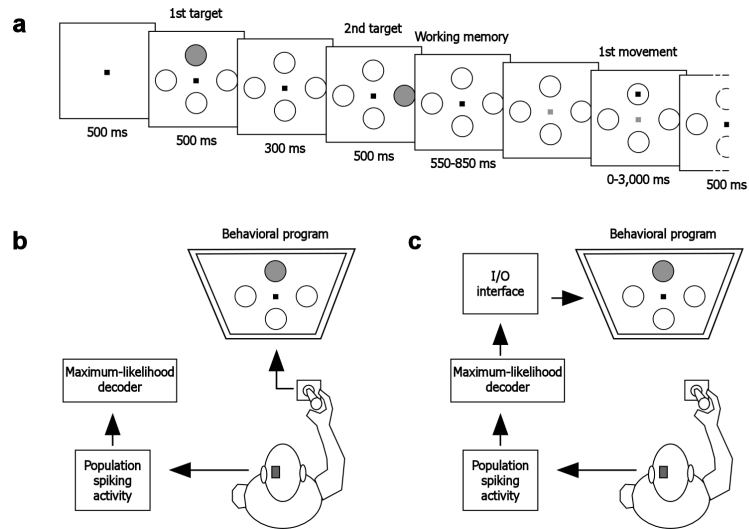 a
1st target
2nd target
Working memory
1st movement
500 ms
500 ms
300 ms
500 ms
550-850 ms
0-3,000 ms
500 ms
b
Behavioral program
Maximum-likelihood
decoder
Population
spiking
activity
c
Behavioral program
I/O
interface
Maximum-likelihood
decoder
Population
spiking
activity